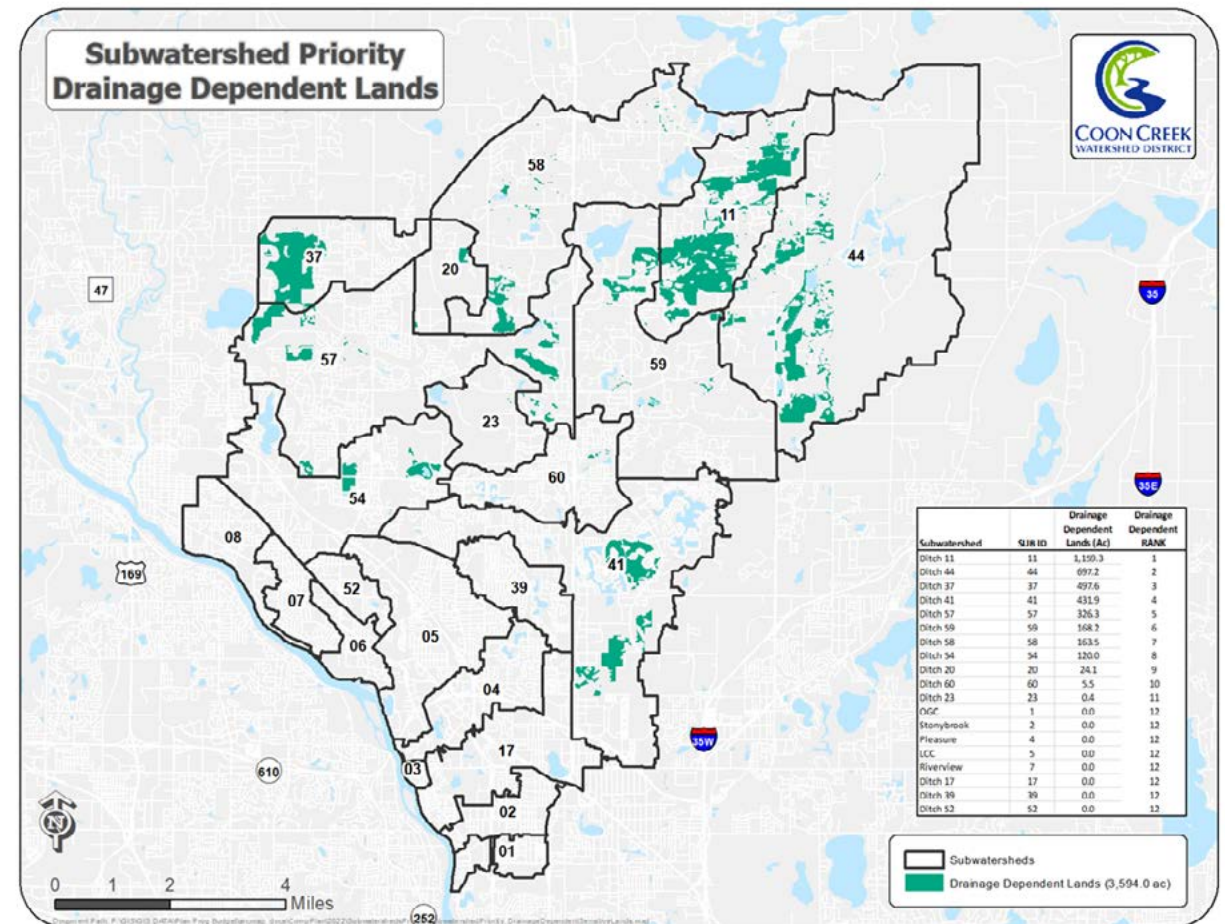 Subwatershed Priority
Drainage Dependent Lands
COON CREEK
WATERSHED DISTRICT
58
11
37
20
44
47
35
57
59
23
60
35E
54
08
41
169
52
39
07
05
06
04
35W
17
03
610
02
01
252
Subwatershed SUB ID Drainage Dependent Lands (Ac) Drainage Dependent RANK
Ditch 11 11 1,159.3 1
Ditch 44 44 697.2 2
Ditch 37 37 497.6 3
Ditch 41 41 431.9 4
Ditch 57 57 326.3 5
Ditch 59 59 168.2 6
Ditch 58 58 163.5 7
Ditch 54 54 120.0 8
Ditch 20 20 24.1 9
Ditch 60 60 5.5 10
Ditch 23 23 0.4 11
OGC 1 0.0 12
Stonybrook 2 0.0 12
Pleasure 4 0.0 12
LCC 5 0.0 12
Riverview 7 0.0 12
Ditch 17 17 0.0 12
Ditch 39 39 0.0 12
Ditch 52 52 0.0 12
Subwatersheds
Drainage Dependent Lands (3,594.0 ac)
N
0 2 4
Miles